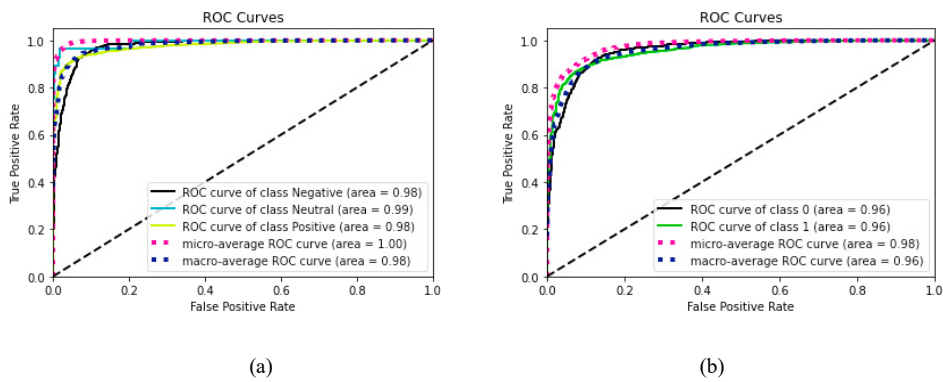 ROC Curves
True Positive Rate
1.0
0.8
0.6
0.4
0.2
0.0
ROC curve of class Negative (area = 0.98)
ROC curve of class Neutral (area = 0.99)
ROC curve of class Positive (area = 0.98)
micro-average ROC curve (area = 1.00)
macro-average ROC curve (area = 0.98)
0.0 0.2 0.4 0.6 0.8 1.0
False Positive Rate
(a)
ROC Curves
True Positive Rate
1.0
0.8
0.6
0.4
0.2
0.0
ROC curve of class 0 (area = 0.96)
ROC curve of class 1 (area = 0.96)
micro-average ROC curve (area = 0.98)
macro-average ROC curve (area = 0.96)
0.0 0.2 0.4 0.6 0.8 1.0
False Positive Rate
(b)